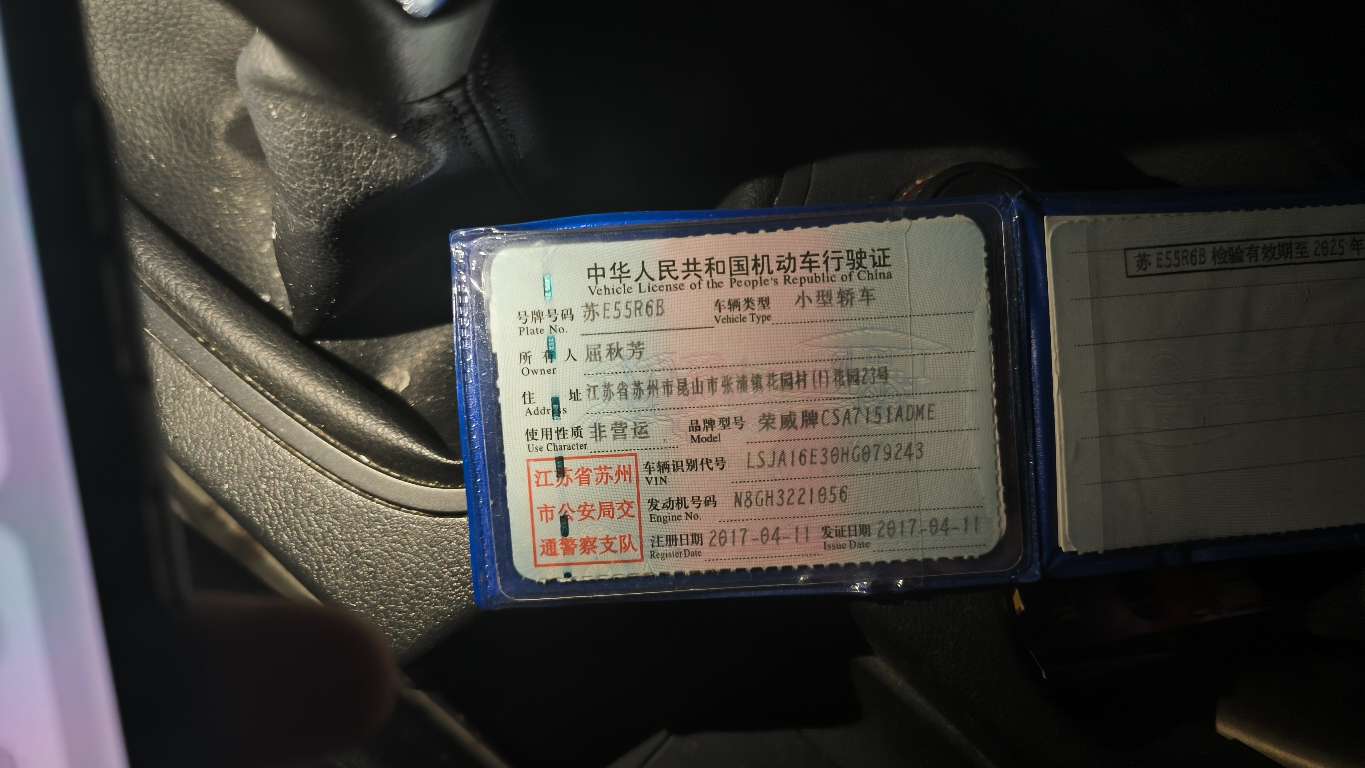 中华人民共和国机动车行驶证
Vehicle License of the People's Republic of China
号牌号码 苏E55R6B 车辆类型 小型轿车
Plate No. Vehicle Type
所有人 屈秋芳
Owner
住址 江苏省苏州市昆山市张浦镇花园村(1)花园23号
Address
使用性质 非营运 品牌型号 荣威牌CSA7151ADME
Use Character Model
江苏省苏州
市公安局交
通警察支队
车辆识别代号 LSJA16E30HG079243
VIN
发动机号码 N8GH3221056
Engine No.
注册日期 2017-04-11 发证日期 2017-04-11
Register Date Issue Date
苏E55R6B 检验有效期至 2025 年